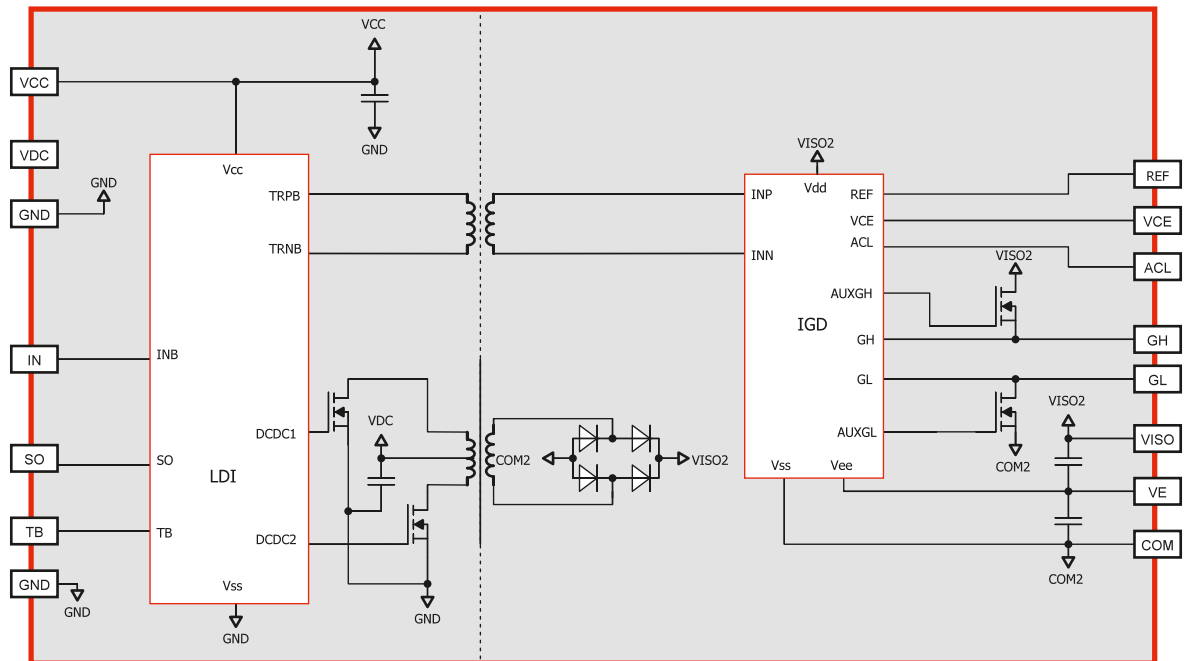 VCC
VCC
GND
VDC
GND
GND
IN
SO
TB
GND
GND
Vcc
TRPB
TRNB
INB
DCDC1
SO
LDI
TB
DCDC2
Vss
GND
VDC
GND
COM2
VISO2
VISO2
Vdd
INP
INN
REF
VCE
ACL
AUXGH
IGD
GH
GL
AUXGL
Vss
Vee
VISO2
COM2
VISO2
COM2
REF
VCE
ACL
GH
GL
VISO
VE
COM